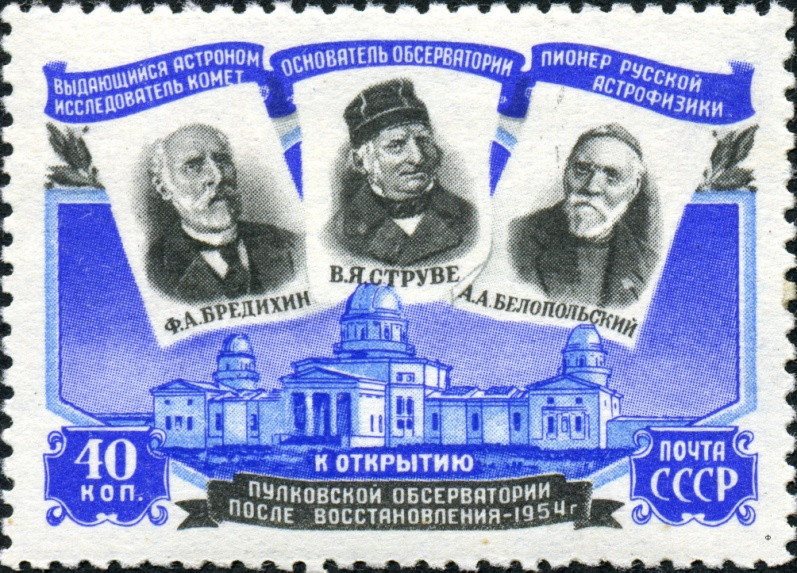 ВЫДАЮЩИЙСЯ АСТРОНОМ
ИССЛЕДОВАТЕЛЬ КОМЕТ
ОСНОВАТЕЛЬ ОБСЕРВАТОРИИ
ПИОНЕР РУССКОЙ
АСТРОФИЗИКИ
Ф.А.БРЕДИХИН
В.Я.СТРУВЕ
А.А.БЕЛОПОЛЬСКИЙ
40
КОП.
К ОТКРЫТИЮ
ПУЛКОВСКОЙ ОБСЕРВАТОРИИ
ПОСЛЕ ВОССТАНОВЛЕНИЯ-1954г
ПОЧТА
СССР
Ф